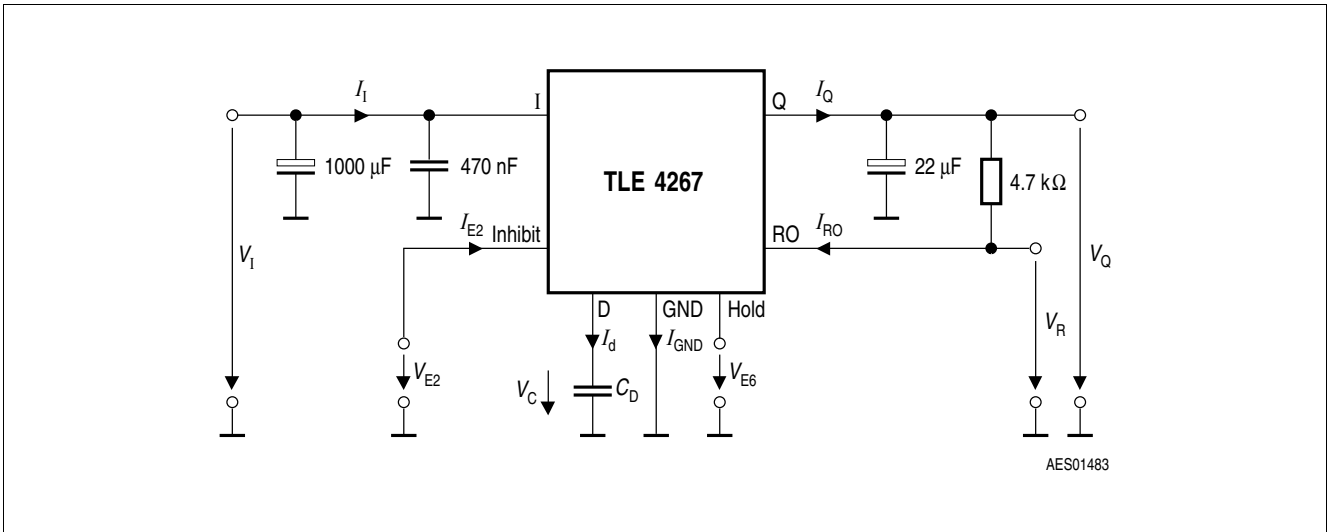 I_I
I
Q
I_Q
1000 µF
470 nF
TLE 4267
22 µF
4.7 kΩ
I_E2
Inhibit
RO
I_RO
V_I
V_Q
D
GND
Hold
V_R
I_d
I_GND
V_E2
V_C
C_D
V_E6
AES01483